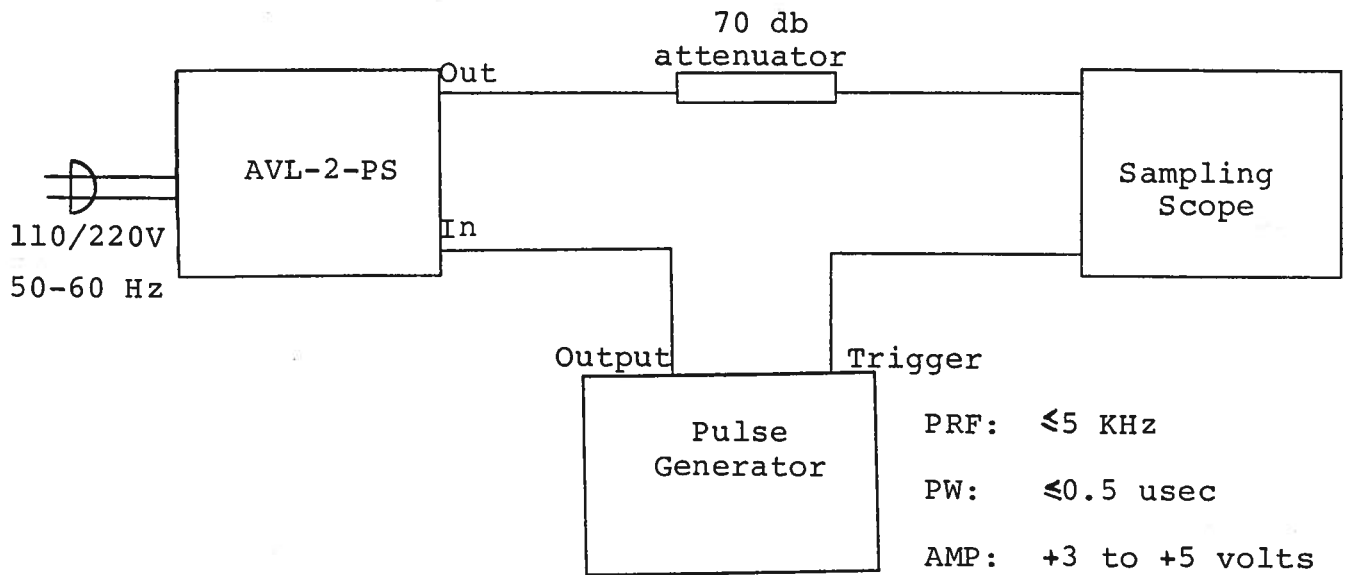 70 db
attenuator
Out
AVL-2-PS
Sampling
Scope
In
110/220V
50-60 Hz
Output
Trigger
Pulse
Generator
PRF: ≤5 KHz
PW: ≤0.5 usec
AMP: +3 to +5 volts